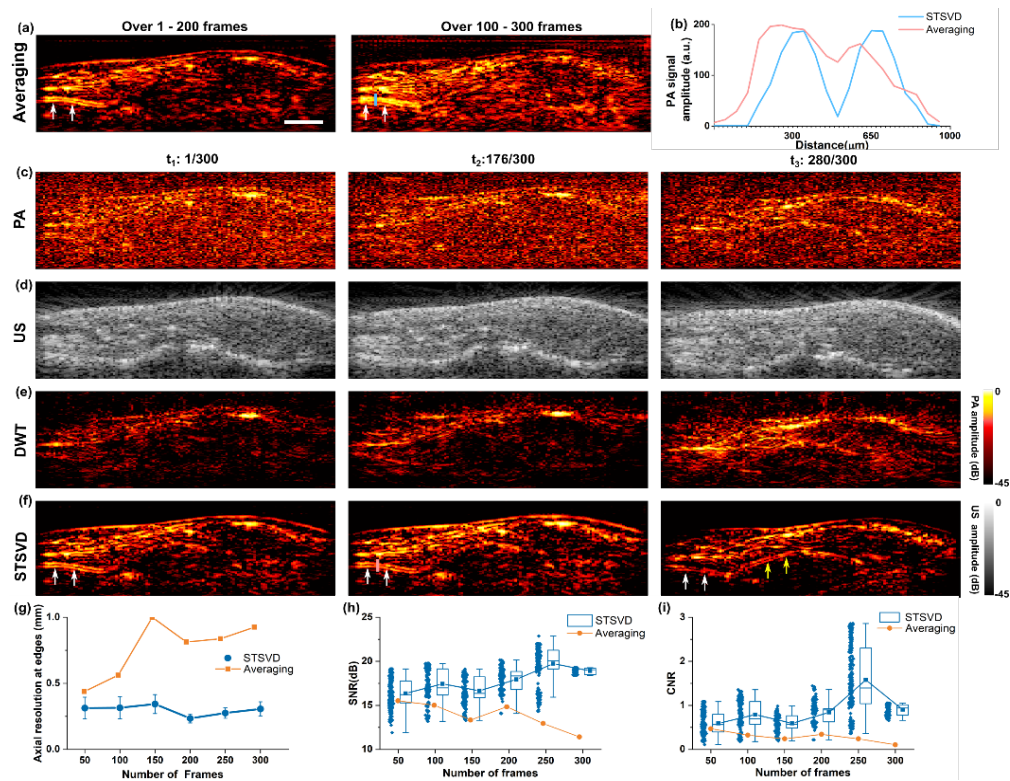 (a)
Over 1 - 200 frames
Over 100 - 300 frames
Averaging
(b)
STSVD
Averaging
PA signal
amplitude (a.u.)
200
100
0
300
650
1000
Distance(μm)
t₁: 1/300
t₂:176/300
t₃: 280/300
(c)
PA
(d)
US
(e)
DWT
0
PA amplitude (dB)
-45
(f)
STSVD
0
US amplitude (dB)
-45
(g)
Axial resolution at edges (mm)
1.0
0.5
0.0
STSVD
Averaging
50
100
150
200
250
300
Number of Frames
(h)
SNR(dB)
25
20
15
10
STSVD
Averaging
50
100
150
200
250
300
Number of frames
(i)
CNR
3
2
1
0
STSVD
Averaging
50
100
150
200
250
300
Number of frames